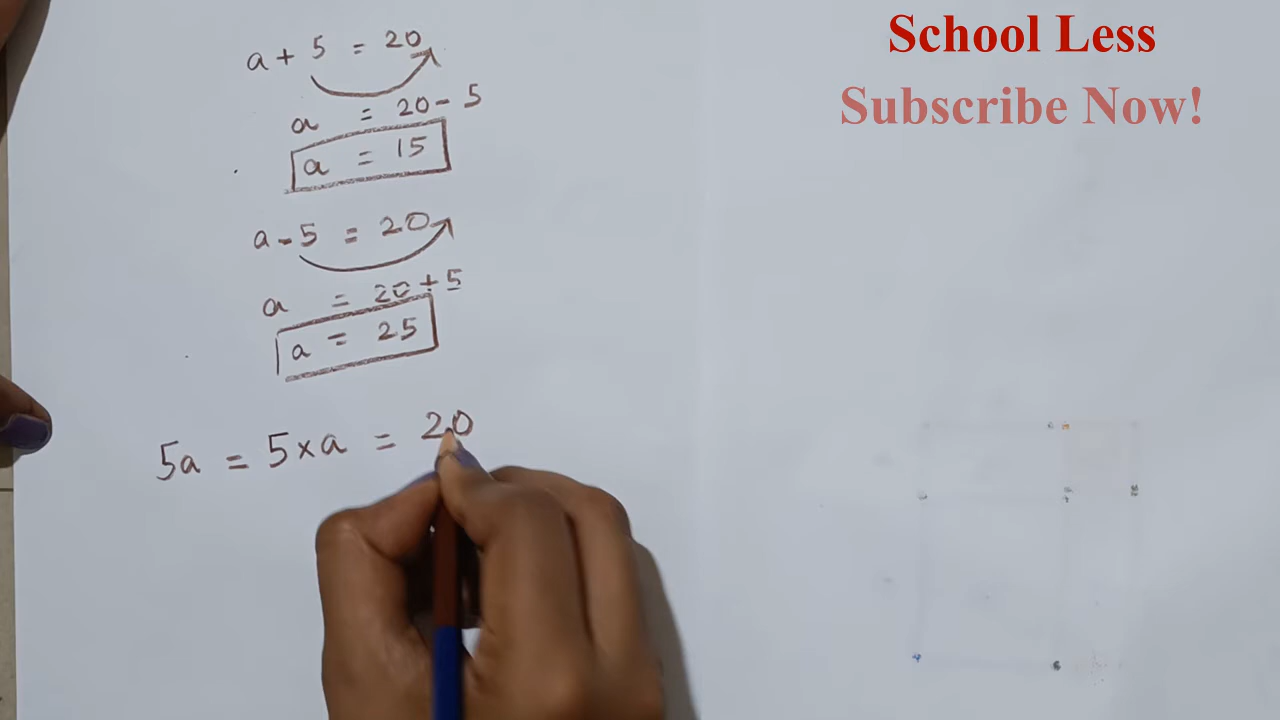 School Less
Subscribe Now!
a + 5 = 20
a = 20 - 5
a = 15
a - 5 = 20
a = 20 + 5
a = 25
5a = 5 × a = 20